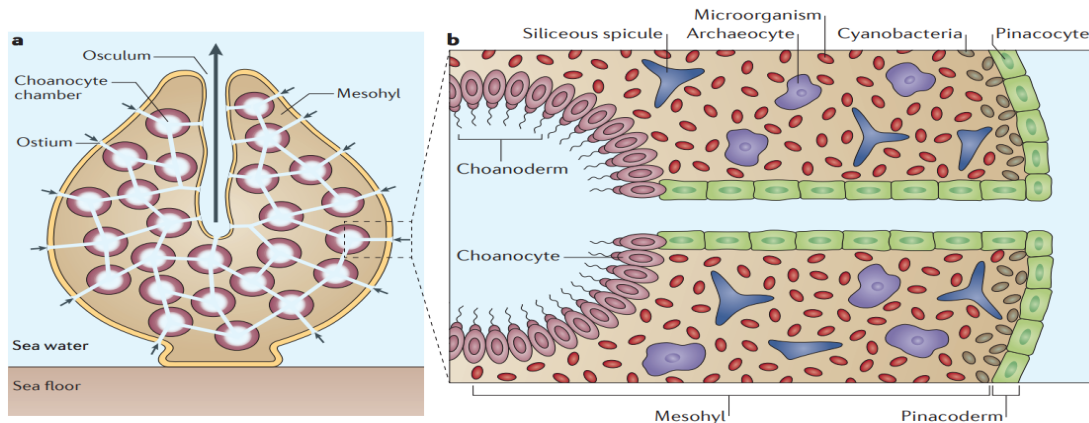 a
Osculum
Choanocyte
chamber
Ostium
Mesohyl
Sea water
Sea floor
b
Microorganism
Siliceous spicule
Archaeocyte
Cyanobacteria
Pinacocyte
Choanoderm
Choanocyte
Mesohyl
Pinacoderm